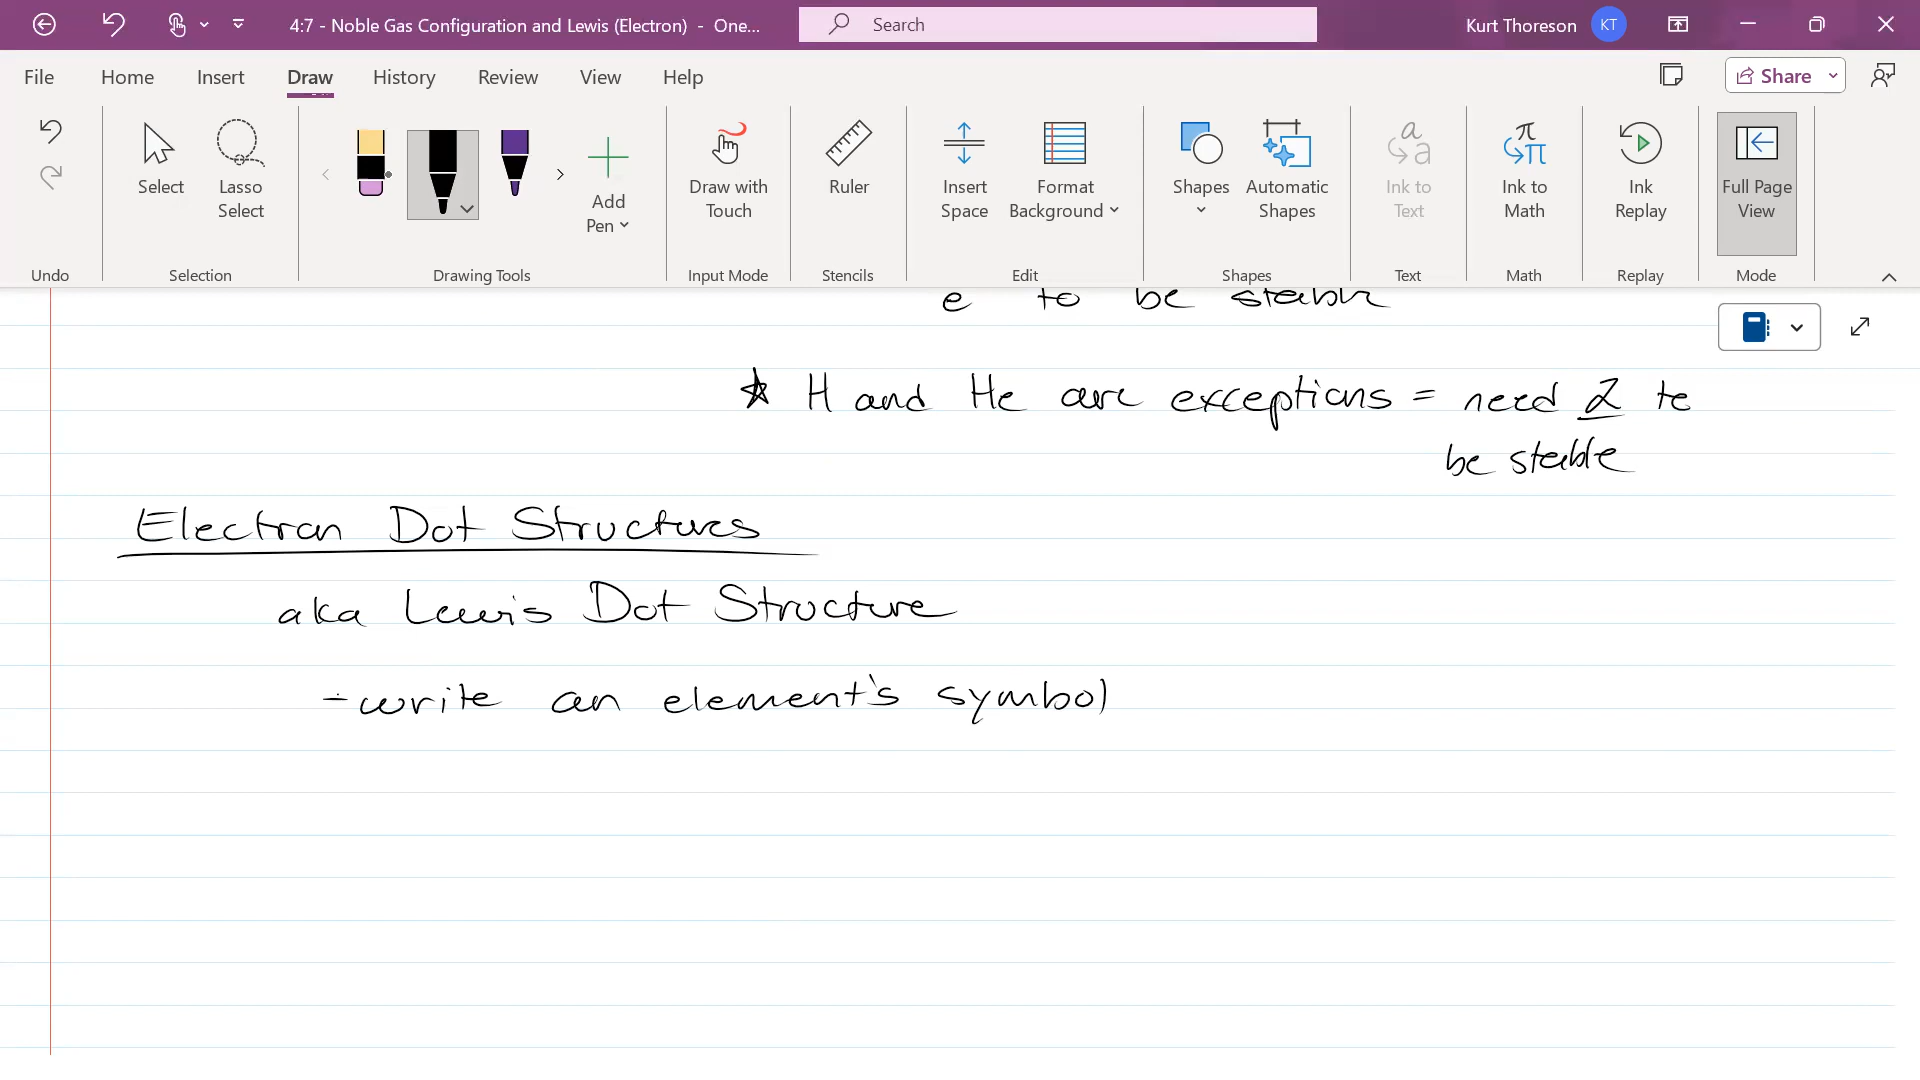 4:7 - Noble Gas Configuration and Lewis (Electron) - One...
Search
Kurt Thoreson
KT
File Home Insert Draw History Review View Help
Share
Select
Lasso Select
Add Pen
Draw with Touch
Ruler
Insert Space
Format Background
Shapes
Automatic Shapes
a
a
Ink to Text
π
π
Ink to Math
Ink Replay
Full Page View
Undo Selection Drawing Tools Input Mode Stencils Edit Shapes Text Math Replay Mode
e to be stable
☆ H and He are exceptions = need 2 to
be stable
Electron Dot Structures
aka Lewis Dot Structure
- write an element's symbol